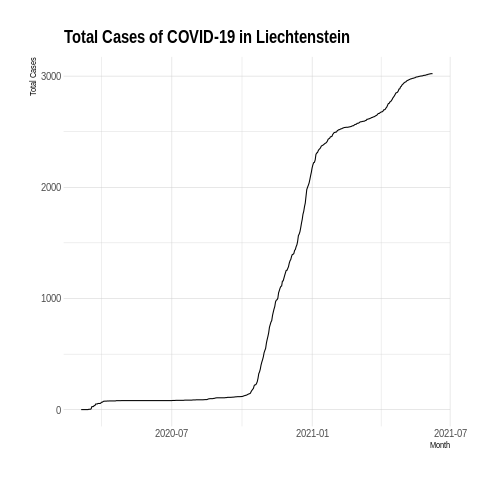 Total Cases of COVID-19 in Liechtenstein
Total Cases
3000
2000
1000
0
2020-07
2021-01
2021-07
Month